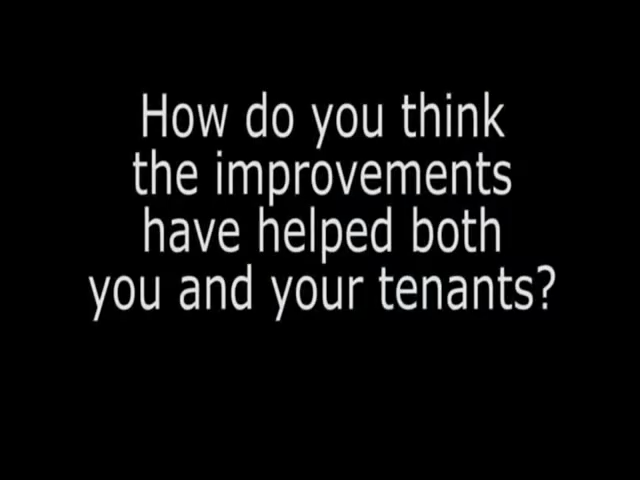 How do you think
the improvements
have helped both
you and your tenants?